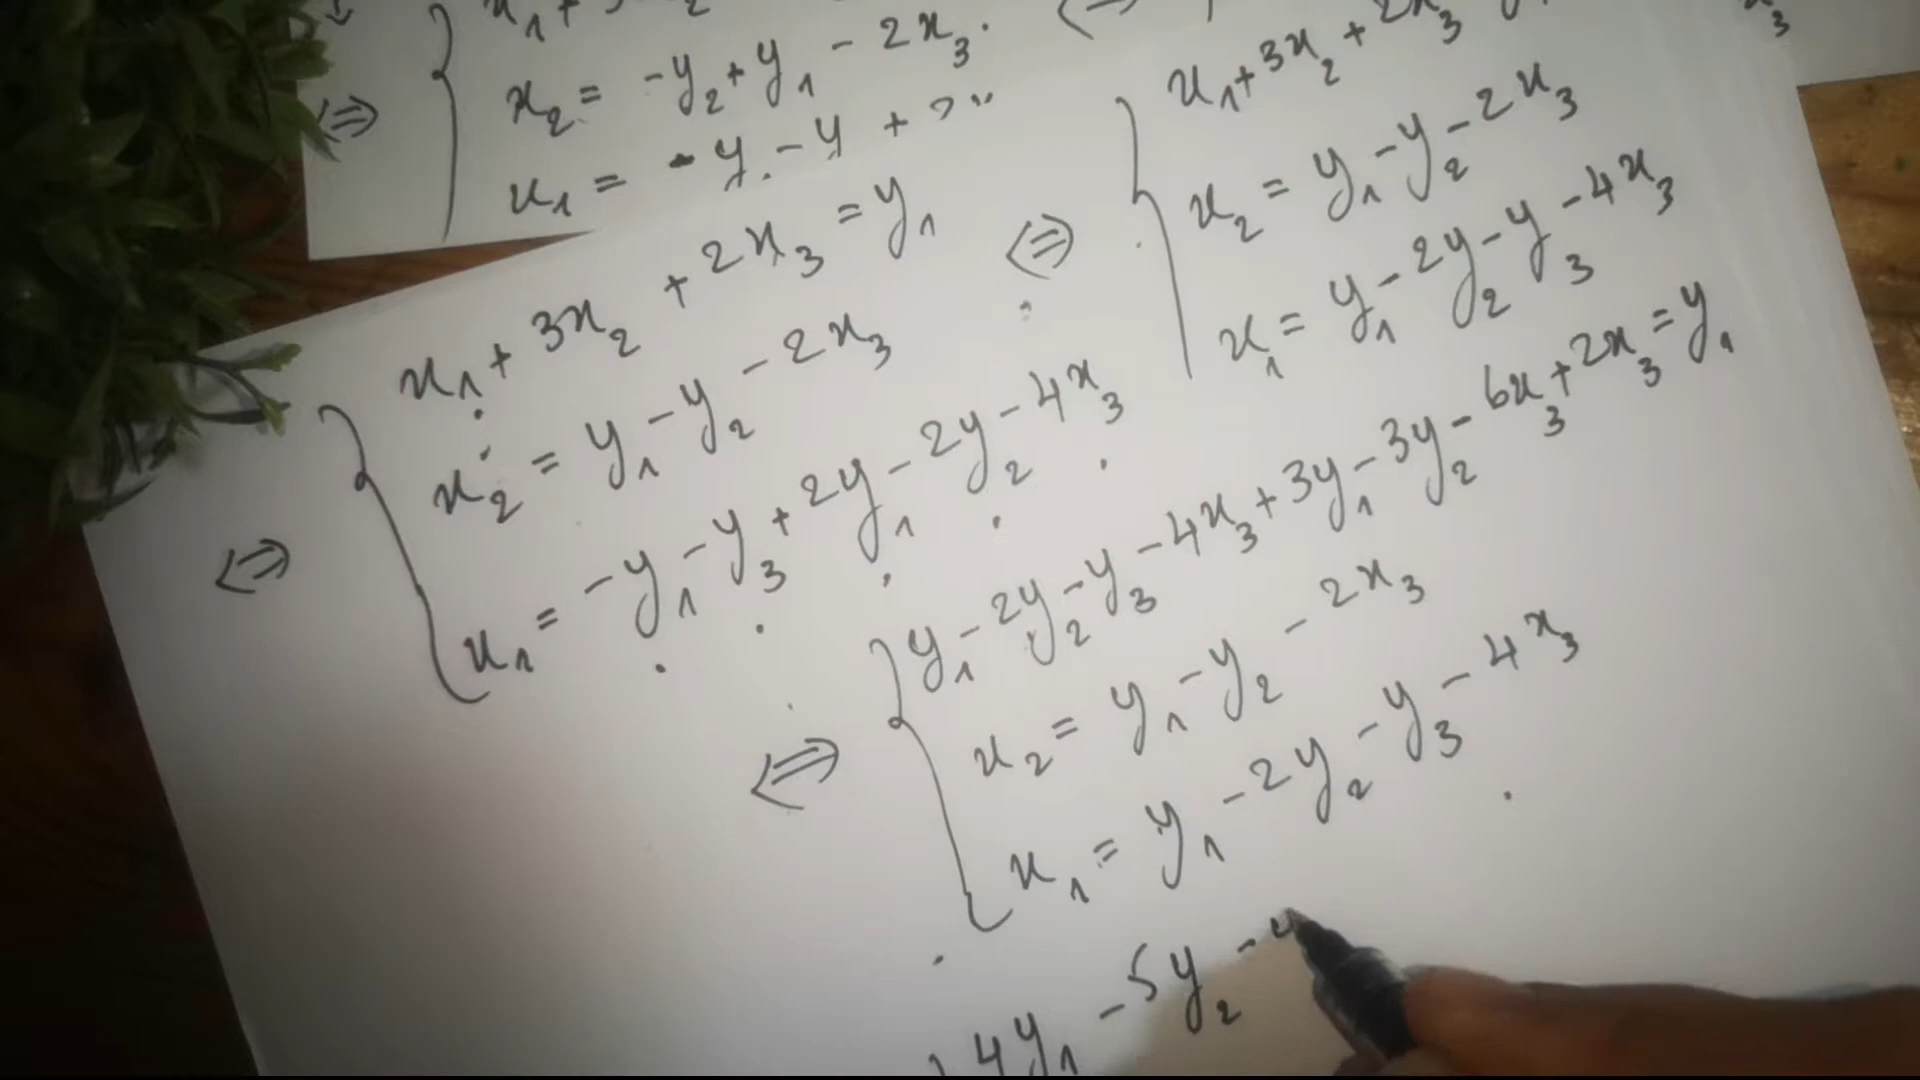 x₂ = -y₂ + y₁ - 2x₃.
⇔
x₁ + 3x₂ + 2x₃ = y₁
x₂ = y₁ - y₂ - 2x₃
⇔
x₁ = -y₁ - y₃ + 2y₁ - 2y₂ - 4x₃
⇔
x₁ + 3x₂ + 2x₃
x₂ = y₁ - y₂ - 2x₃
x₁ = y₁ - 2y₂ - y₃ - 4x₃
y₁ - 2y₂ - y₃ - 4x₃ + 3y₁ - 3y₂ - 6x₃ + 2x₃ = y₁
⇔
x₂ = y₁ - y₂ - 2x₃
x₁ = y₁ - 2y₂ - y₃ - 4x₃
4y₁ - 5y₂ -